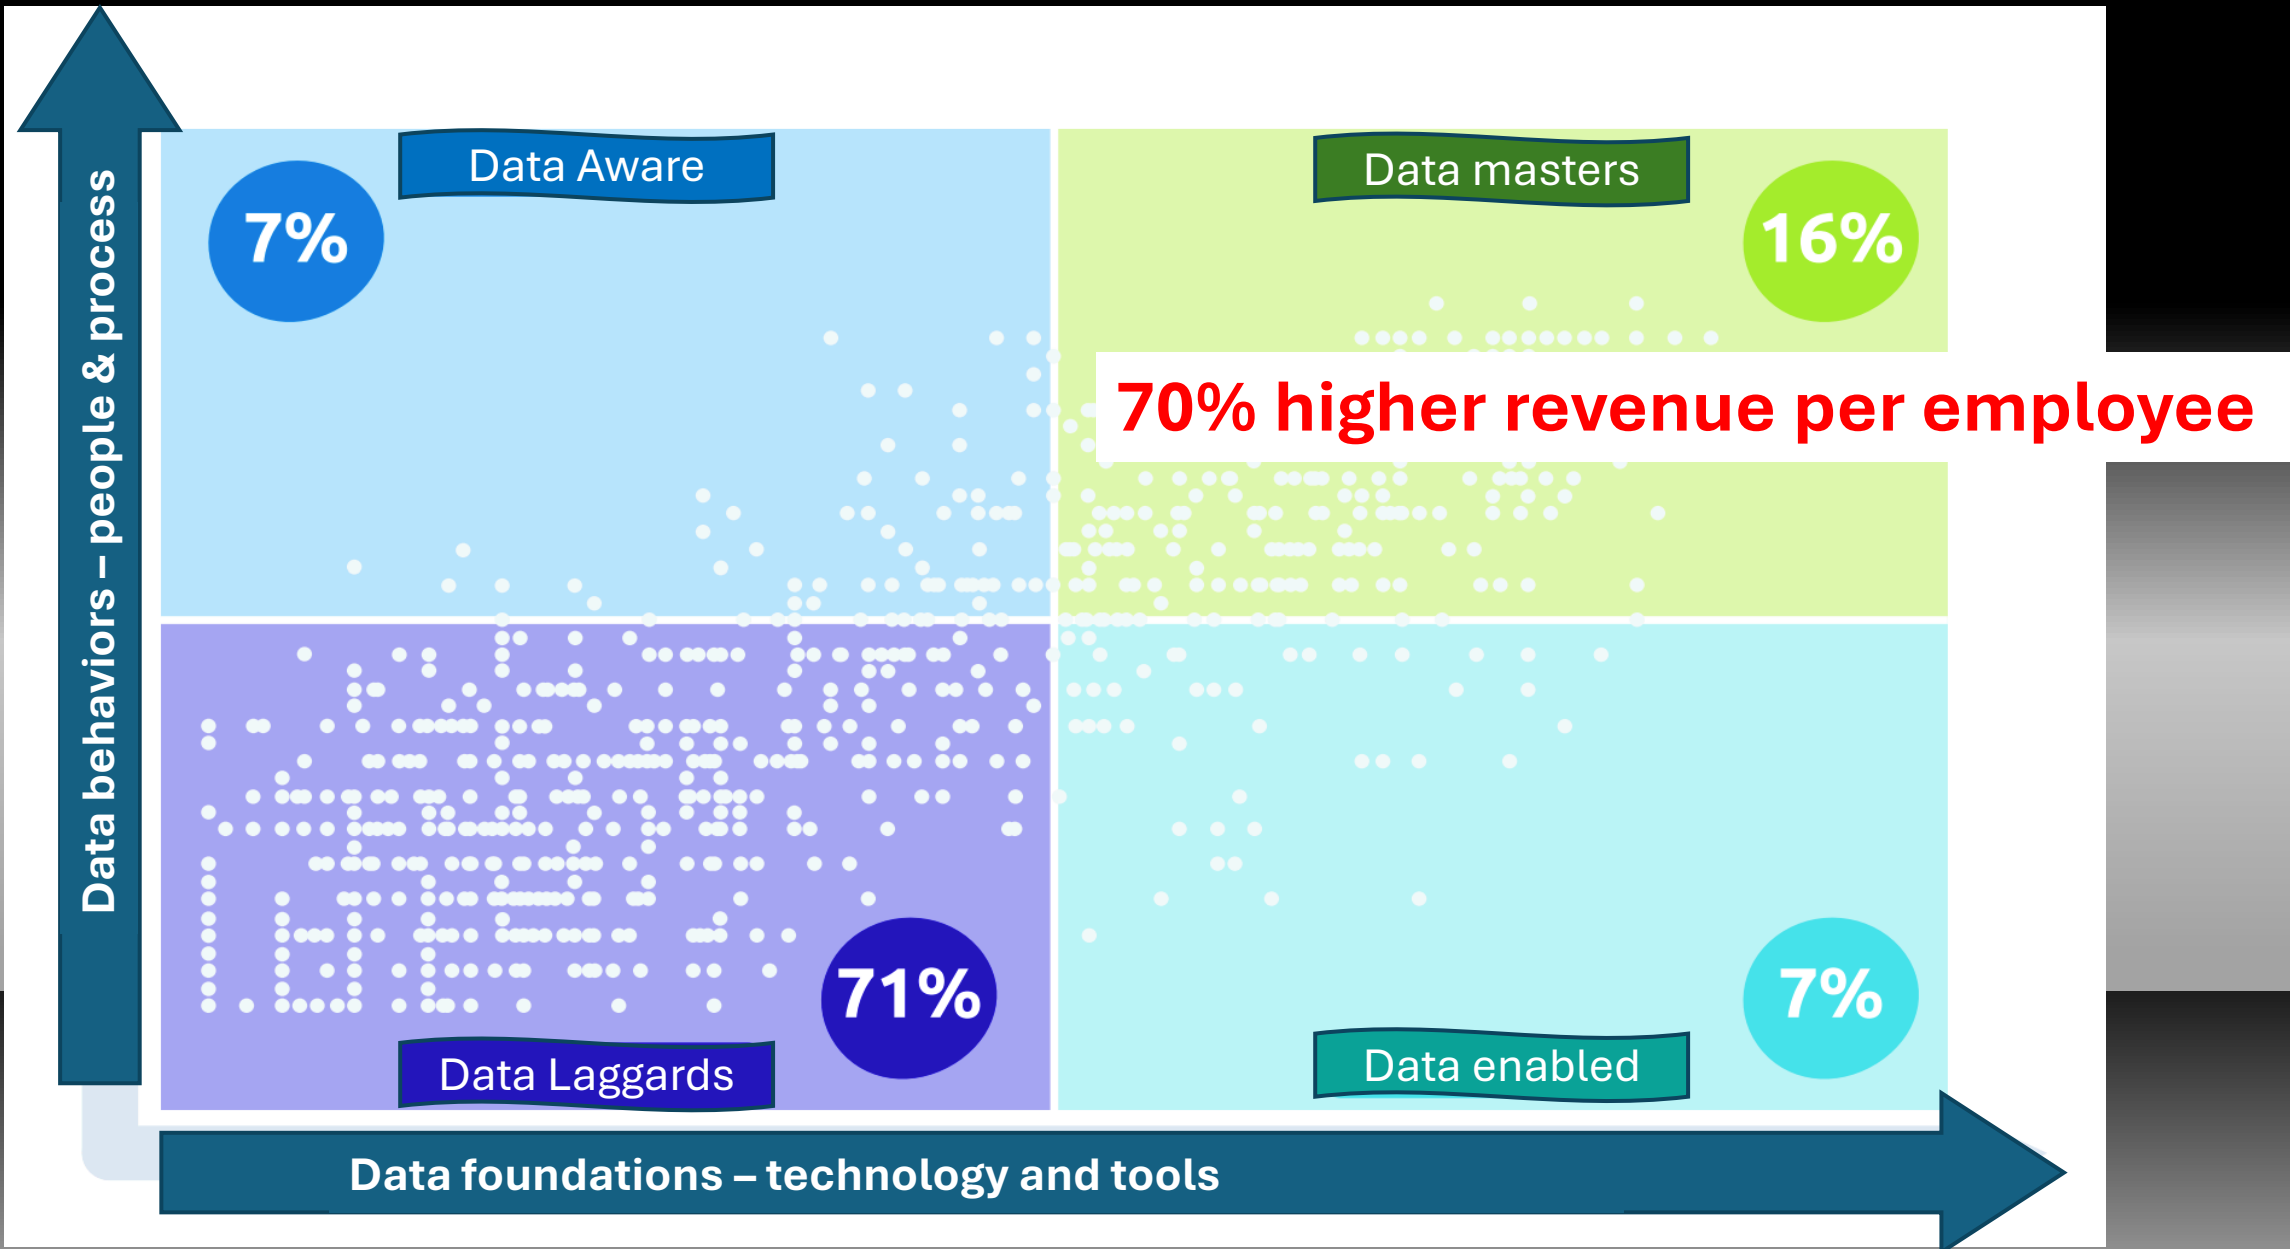 Data Aware
Data masters
7%
16%
Data behaviors – people & process
70% higher revenue per employee
71%
7%
Data Laggards
Data enabled
Data foundations – technology and tools